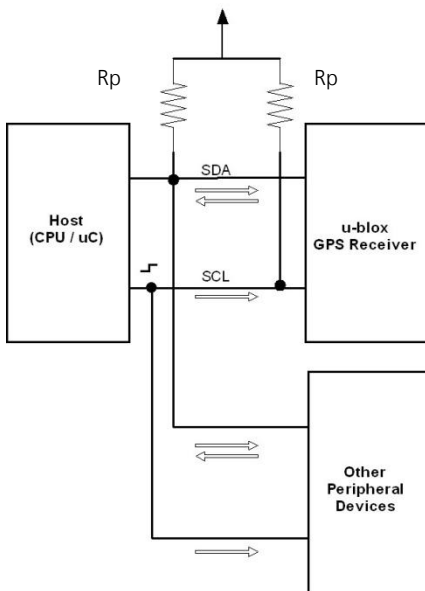 Rp
Rp
SDA
Host
(CPU / uC)
u-blox
GPS Receiver
SCL
Other
Peripheral
Devices